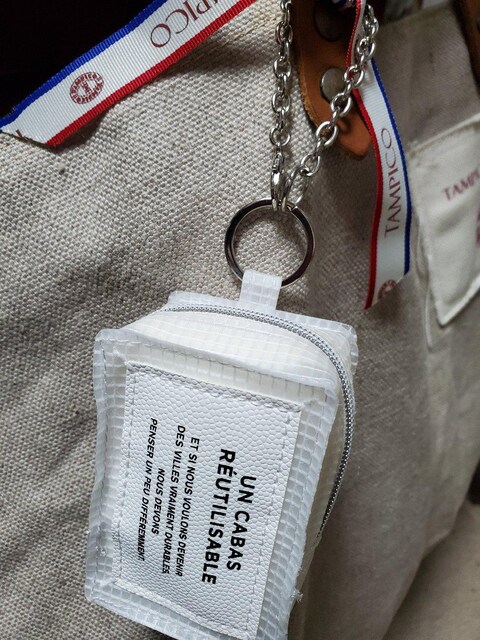 TAMPICO
TAMPICO
TAMPICO
UN CABAS
RÉUTILISABLE
ET SI NOUS VOULONS DEVENIR
DES VILLES VRAIMENT DURABLES
NOUS DEVONS
PENSER UN PEU DIFFÉREMMENT